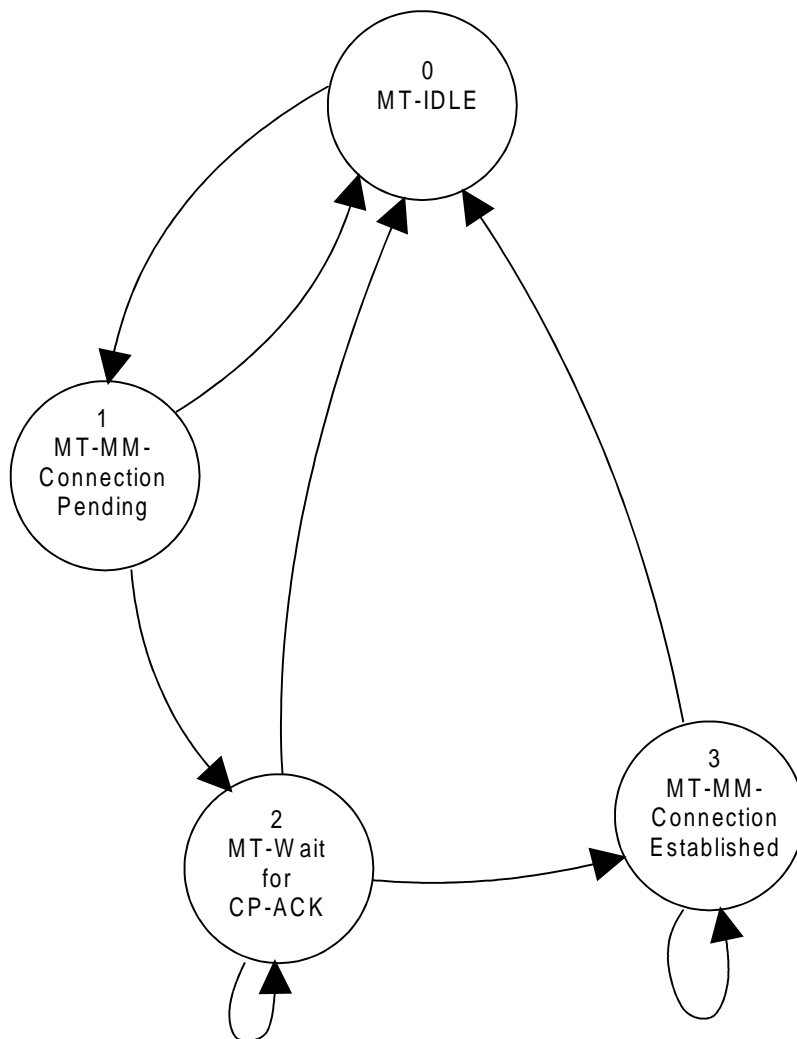 0
MT-IDLE
1
MT-MM-
Connection
Pending
2
MT-Wait
for
CP-ACK
3
MT-MM-
Connection
Established